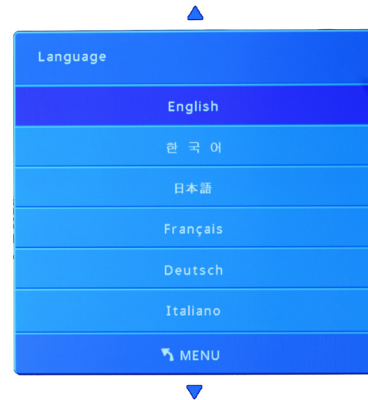 Language
English
한 국 어
日本語
Français
Deutsch
Italiano
MENU